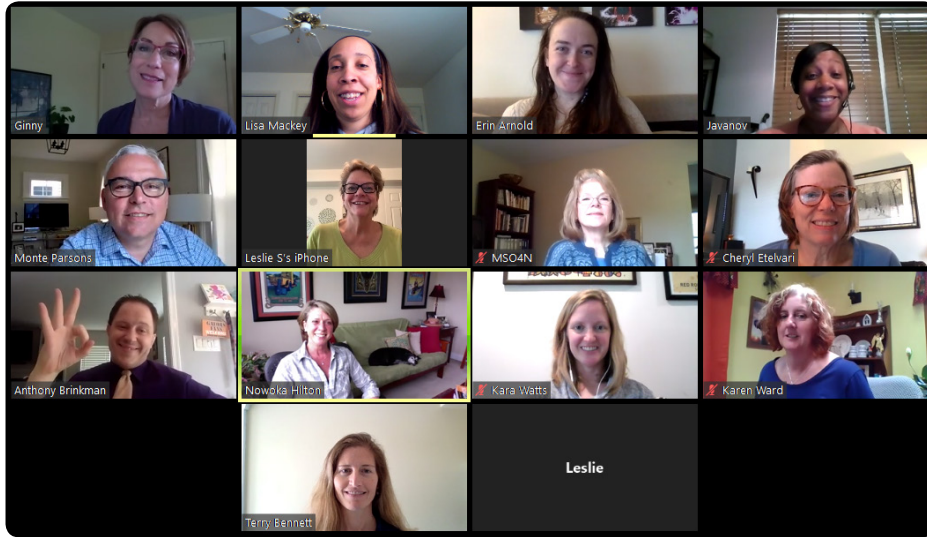 Ginny
Lisa Mackey
Erin Arnold
Javanov
Monte Parsons
Leslie S's iPhone
MSO4N
Cheryl Etelvari
Anthony Brinkman
Nowoka Hilton
Kara Watts
Karen Ward
Terry Bennett
Leslie